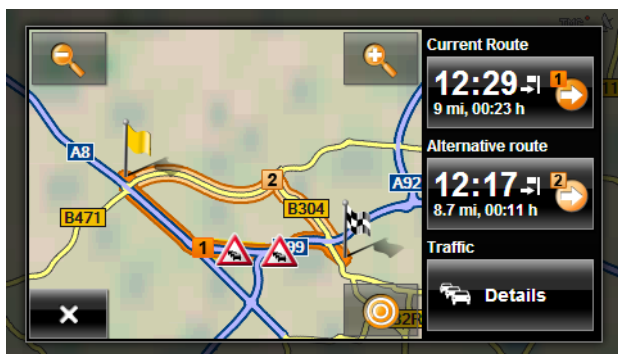 Current Route
12:29
1
9 mi, 00:23 h
Alternative route
12:17
2
8.7 mi, 00:11 h
Traffic
Details
A8
2
A92
B471
B304
1
99